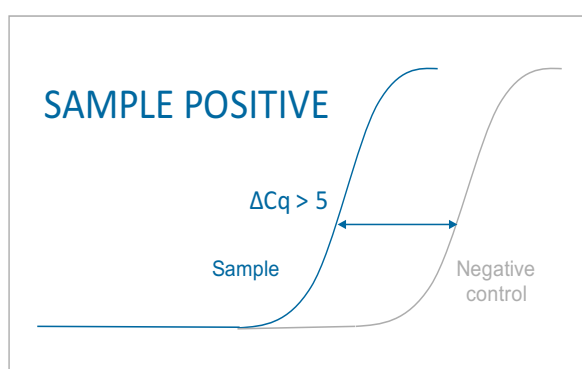 SAMPLE POSITIVE
ΔCq > 5
Sample
Negative
control